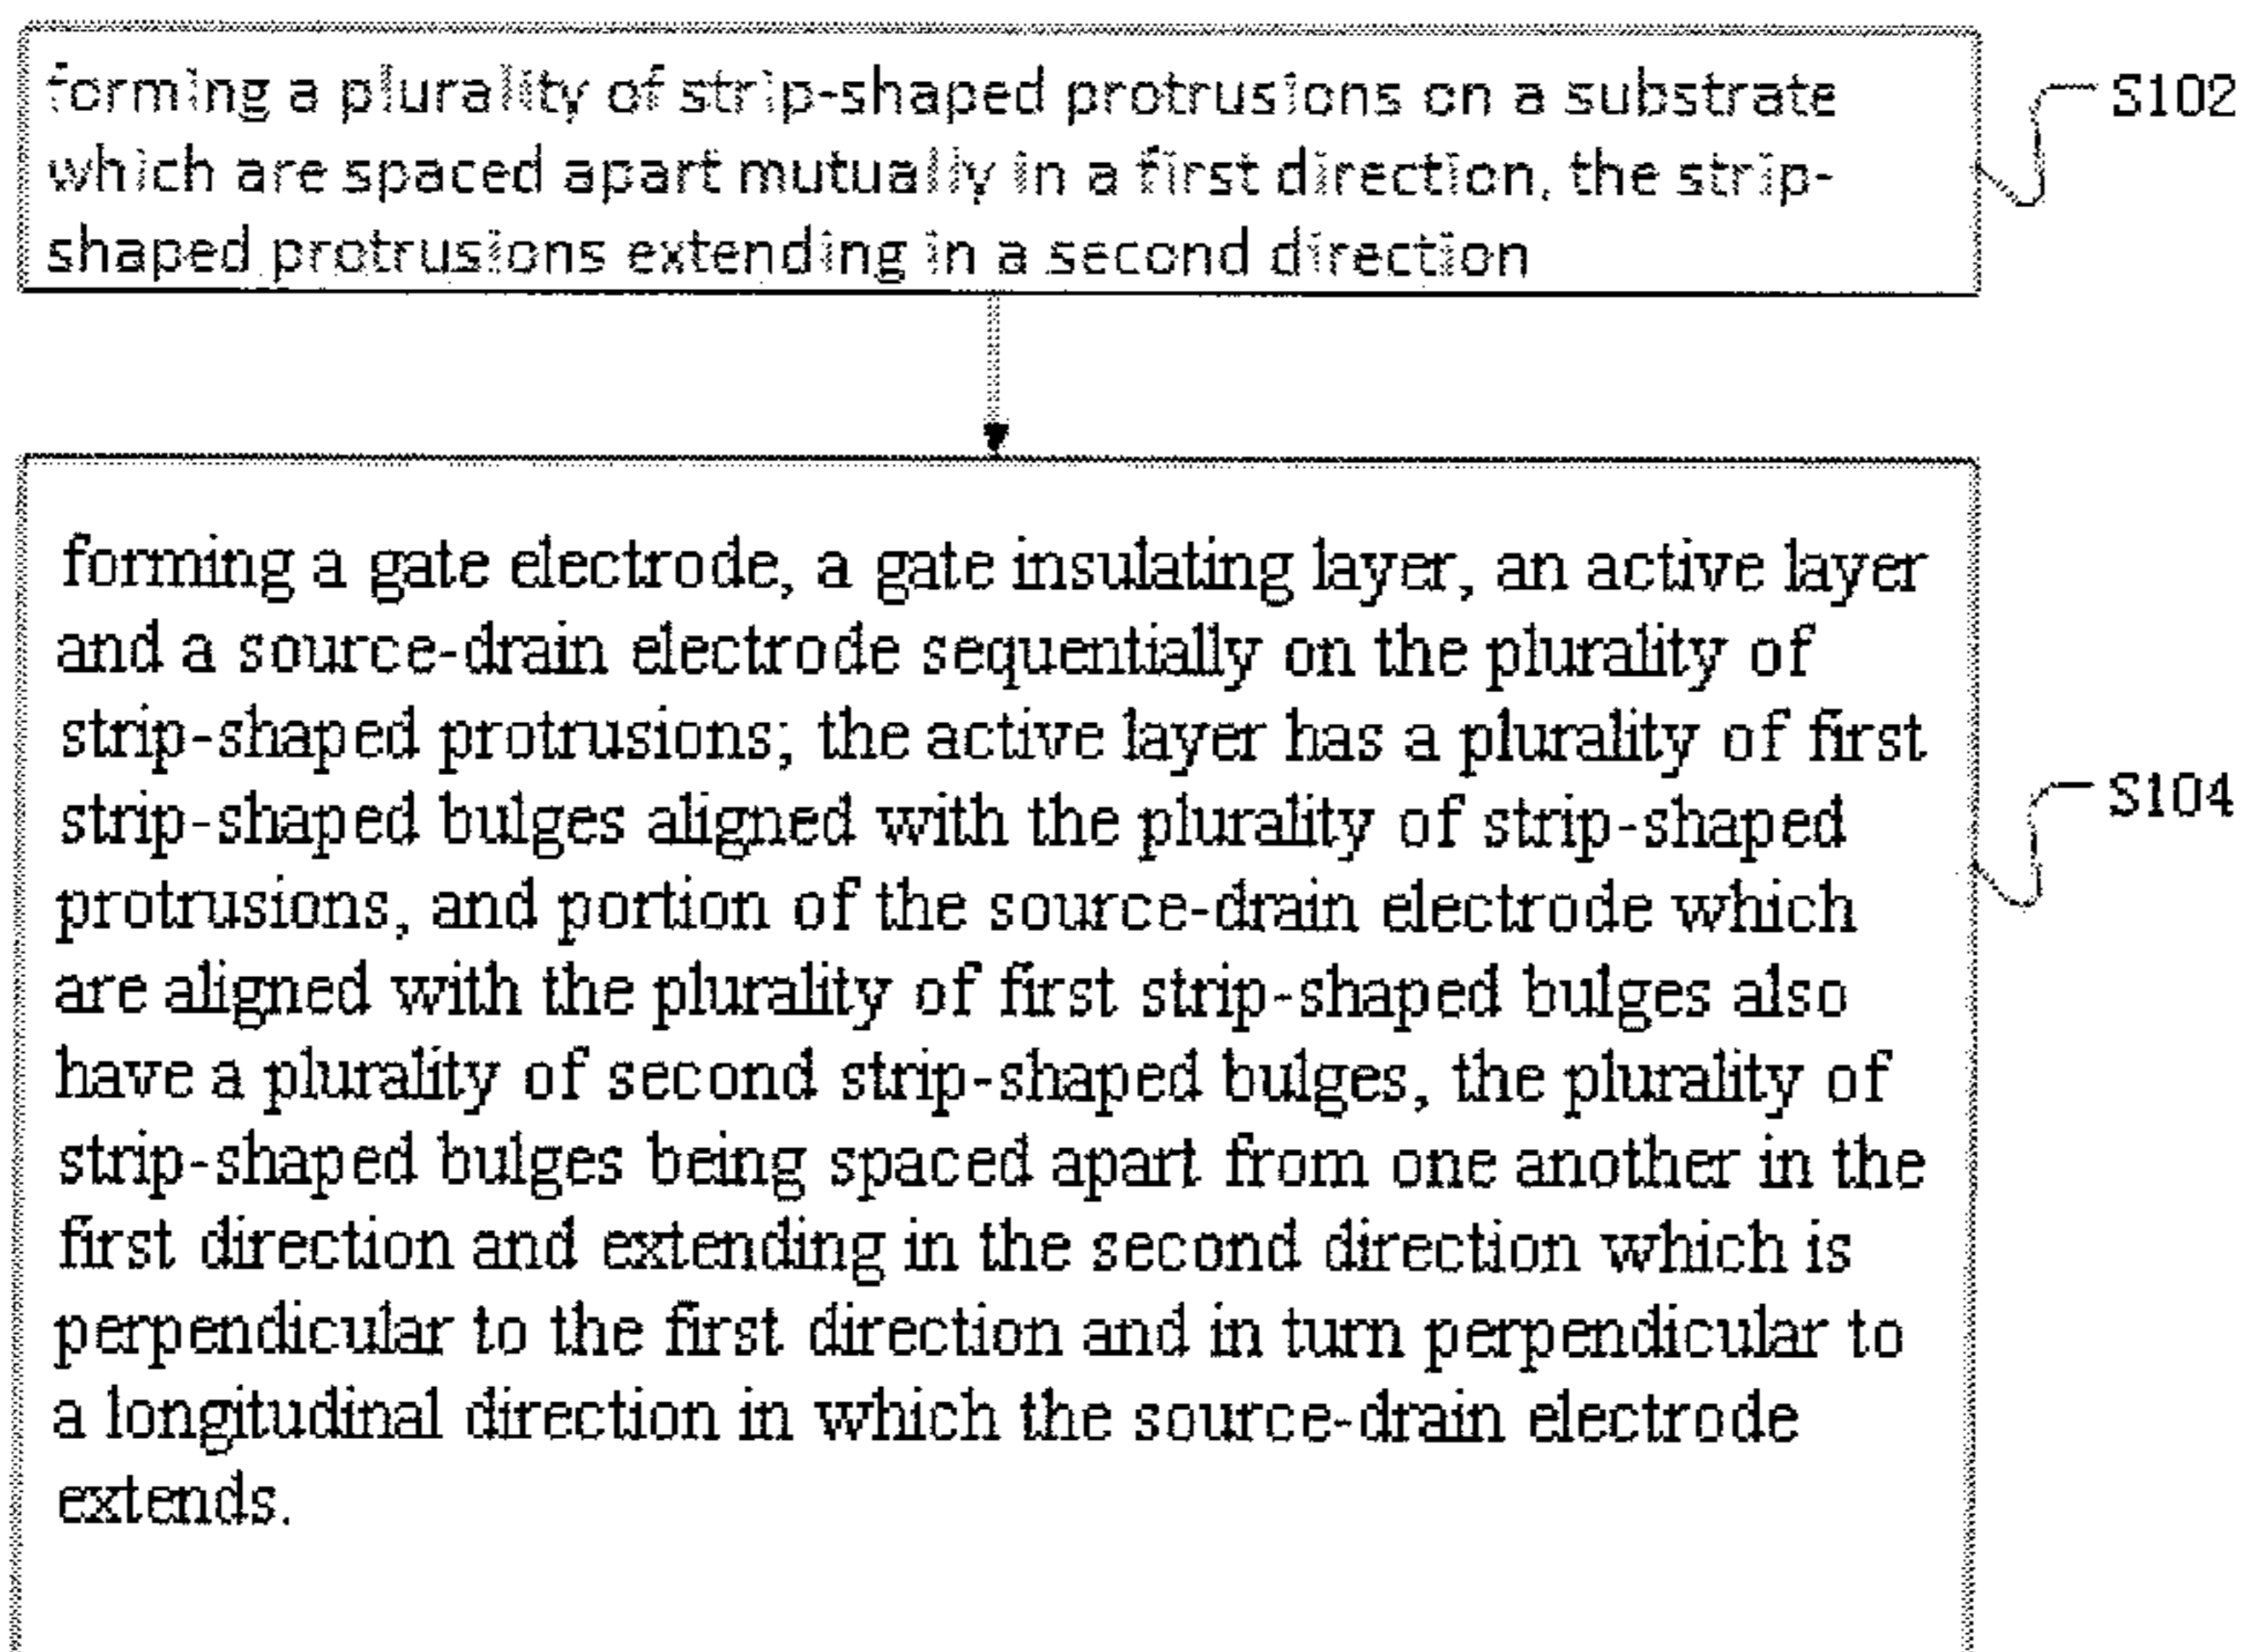 forming a plurality of strip-shaped protrusions on a substrate
which are spaced apart mutually in a first direction, the strip-
shaped protrusions extending in a second direction
S102
forming a gate electrode, a gate insulating layer, an active layer
and a source-drain electrode sequentially on the plurality of
strip-shaped protrusions; the active layer has a plurality of first
strip-shaped bulges aligned with the plurality of strip-shaped
protrusions, and portion of the source-drain electrode which
are aligned with the plurality of first strip-shaped bulges also
have a plurality of second strip-shaped bulges, the plurality of
strip-shaped bulges being spaced apart from one another in the
first direction and extending in the second direction which is
perpendicular to the first direction and in turn perpendicular to
a longitudinal direction in which the source-drain electrode
extends.
S104